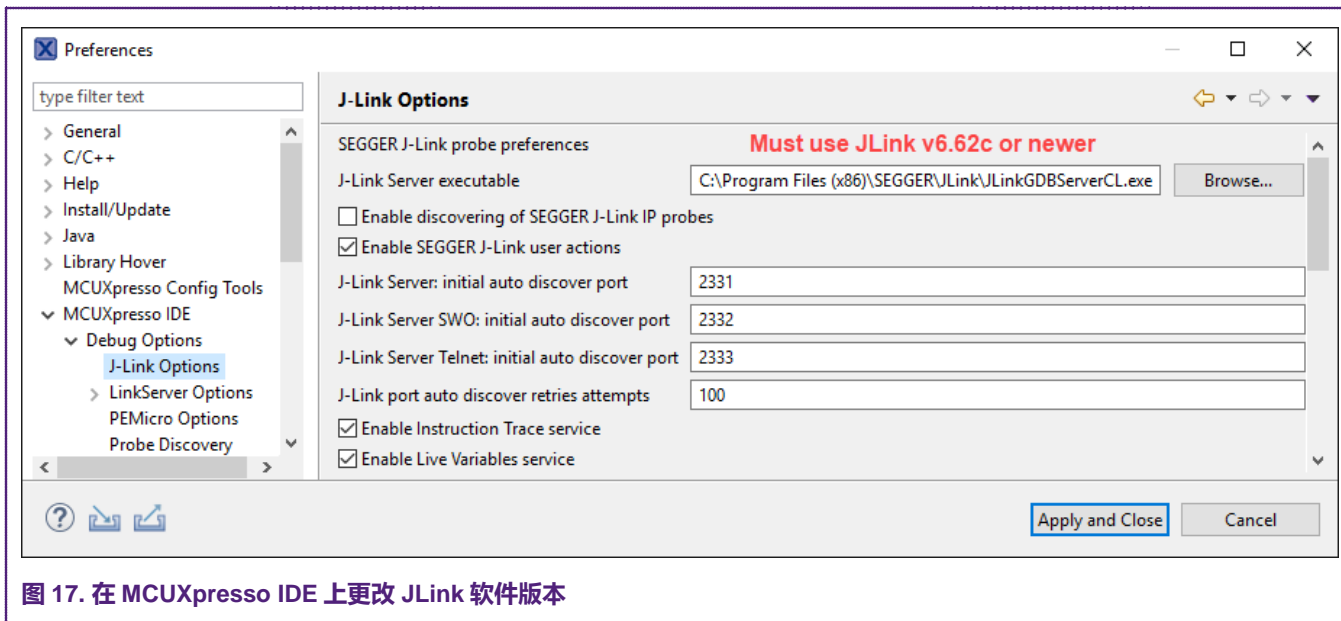 Preferences
type filter text
General
C/C++
Help
Install/Update
Java
Library Hover
MCUXpresso Config Tools
MCUXpresso IDE
Debug Options
J-Link Options
LinkServer Options
PEMicro Options
Probe Discovery
J-Link Options
SEGGER J-Link probe preferences
Must use JLink v6.62c or newer
J-Link Server executable C:\Program Files (x86)\SEGGER\JLink\JLinkGDBServerCL.exe Browse...
Enable discovering of SEGGER J-Link IP probes
Enable SEGGER J-Link user actions
J-Link Server: initial auto discover port 2331
J-Link Server SWO: initial auto discover port 2332
J-Link Server Telnet: initial auto discover port 2333
J-Link port auto discover retries attempts 100
Enable Instruction Trace service
Enable Live Variables service
Apply and Close Cancel
图 17. 在 MCUXpresso IDE 上更改 JLink 软件版本